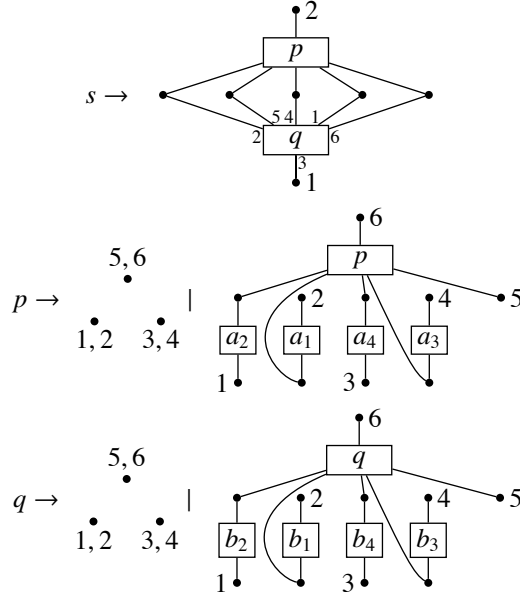 2
p
s →
5 4 1
2 q 6
3
1
6
5, 6
p
p → | 2 4 5
1, 2 3, 4 a₂ a₁ a₄ a₃
1 3
6
5, 6
q
q → | 2 4 5
1, 2 3, 4 b₂ b₁ b₄ b₃
1 3